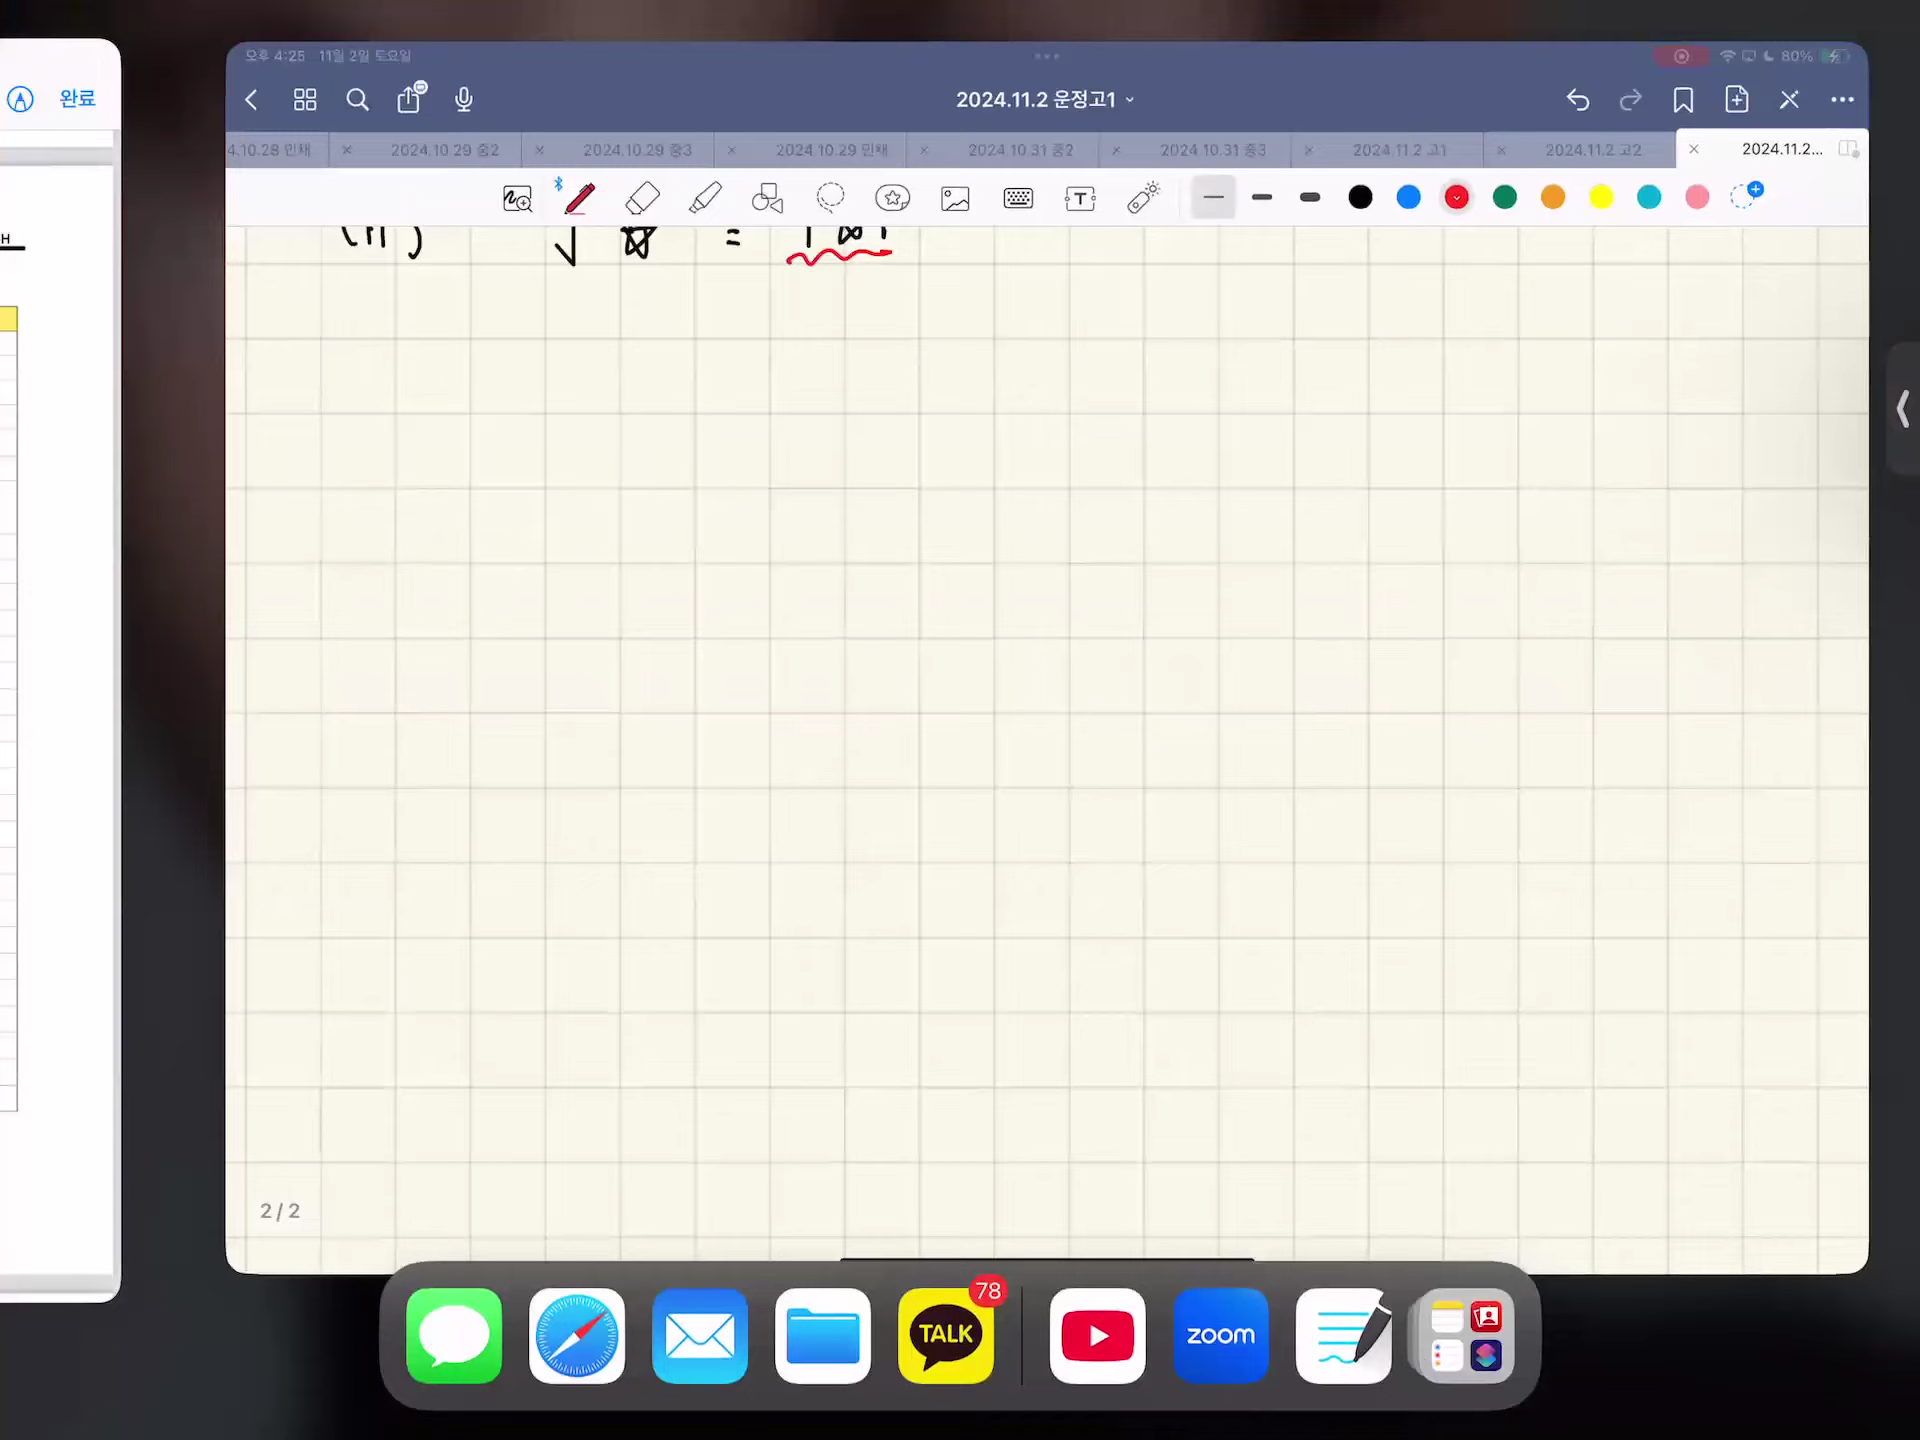 오후 4:25 11월 2일 토요일
80%
완료
2024.11.2 운정고1
4.10.28 민채
2024.10.29 중2
2024.10.29 중3
2024.10.29 민채
2024.10.31 중2
2024.10.31 중3
2024.11.2 고1
2024.11.2 고2
2024.11.2...
H
T
2 / 2
78
TALK
zoom